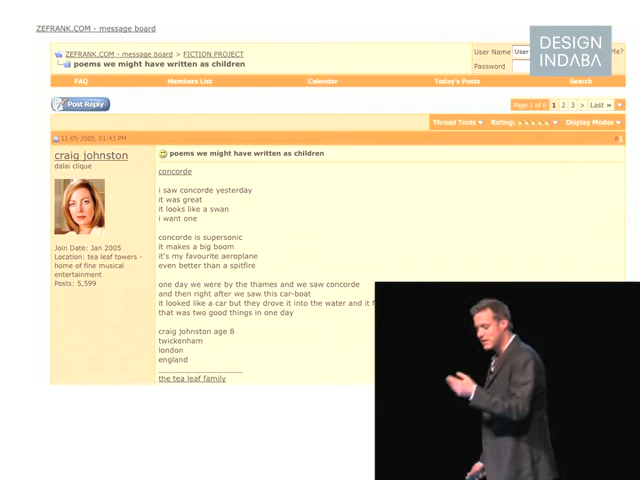 ZEFRANK.COM - message board
DESIGN
INDABA
ZEFRANK.COM - message board > FICTION PROJECT
poems we might have written as children
User Name User Me?
Password
FAQ Members List Calendar Today's Posts Search
Post Reply
Page 1 of 6 1 2 3 > Last »
Thread Tools Rating: Display Modes
11-05-2005, 01:43 PM #1
craig johnston
dalai clique
Join Date: Jan 2005
Location: tea leaf towers -
home of fine musical
entertainment
Posts: 5,599
poems we might have written as children
concorde
i saw concorde yesterday
it was great
it looks like a swan
i want one
concorde is supersonic
it makes a big boom
it's my favourite aeroplane
even better than a spitfire
one day we were by the thames and we saw concorde
and then right after we saw this car-boat
it looked like a car but they drove it into the water and it
that was two good things in one day
craig johnston age 8
twickenham
london
england
the tea leaf family